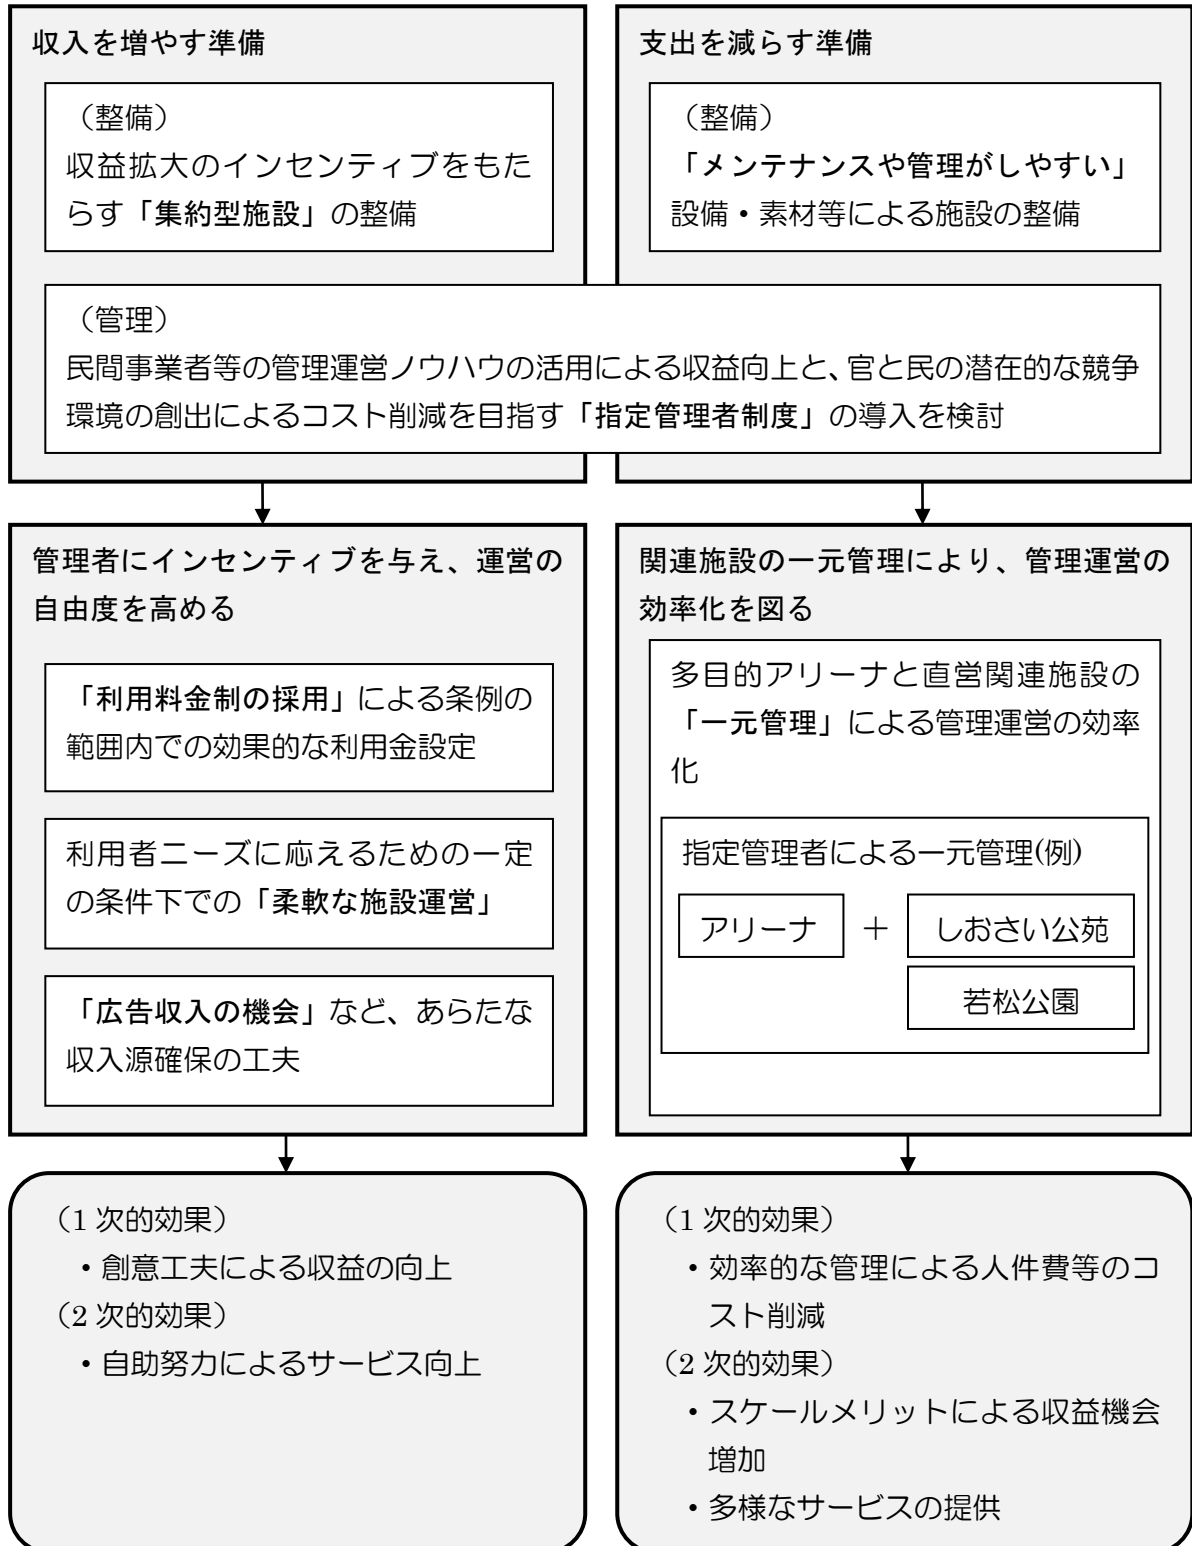 収入を増やす準備
（整備）
収益拡大のインセンティブをもた
らす「集約型施設」の整備
支出を減らす準備
（整備）
「メンテナンスや管理がしやすい」
設備・素材等による施設の整備
（管理）
民間事業者等の管理運営ノウハウの活用による収益向上と、官と民の潜在的な競争
環境の創出によるコスト削減を目指す「指定管理者制度」の導入を検討
管理者にインセンティブを与え、運営の
自由度を高める
「利用料金制の採用」による条例の
範囲内での効果的な利用金設定
利用者ニーズに応えるための一定
の条件下での「柔軟な施設運営」
「広告収入の機会」など、あらたな
収入源確保の工夫
関連施設の一元管理により、管理運営の
効率化を図る
多目的アリーナと直営関連施設の
「一元管理」による管理運営の効率
化
指定管理者による一元管理(例)
アリーナ ＋ しおさい公苑
若松公園
（1 次的効果）
・創意工夫による収益の向上
（2 次的効果）
・自助努力によるサービス向上
（1 次的効果）
・効率的な管理による人件費等のコ
スト削減
（2 次的効果）
・スケールメリットによる収益機会
増加
・多様なサービスの提供